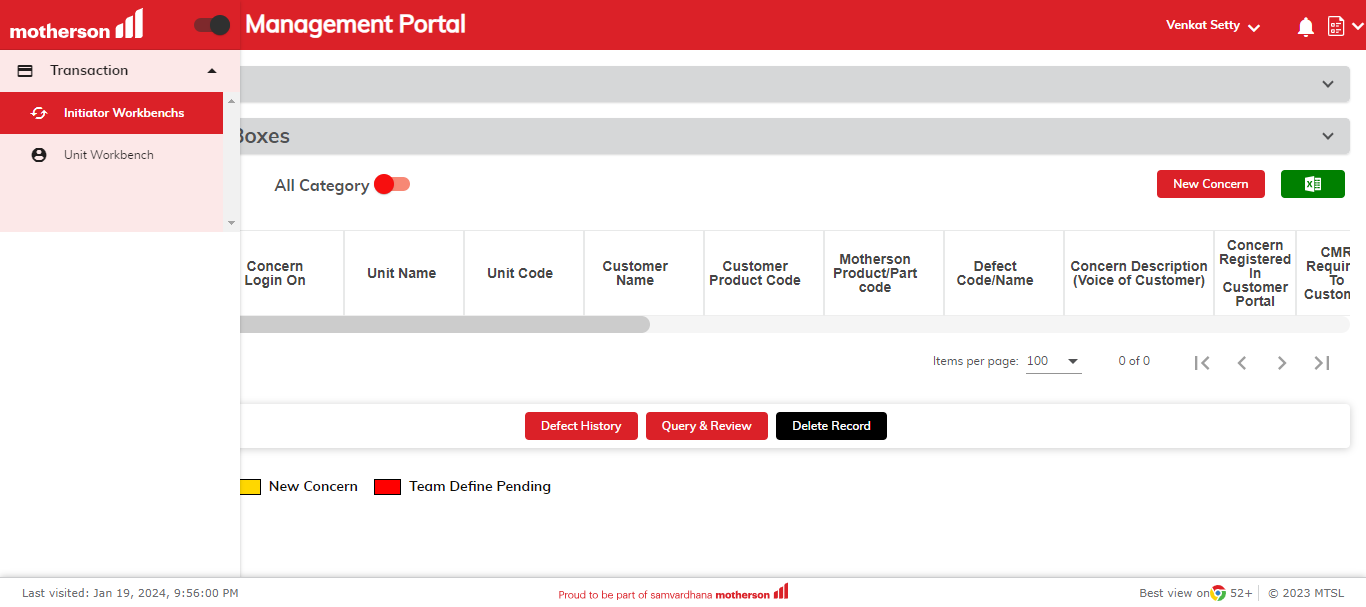 motherson
Management Portal
Venkat Setty
Transaction
Initiator Workbenchs
Unit Workbench
Boxes
All Category
New Concern
Concern
Login On
Unit Name
Unit Code
Customer
Name
Customer
Product Code
Motherson
Product/Part
code
Defect
Code/Name
Concern Description
(Voice of Customer)
Concern
Registered
In
Customer
Portal
CMR
Requir
To
Custom
Items per page: 100
0 of 0
Defect History
Query & Review
Delete Record
New Concern
Team Define Pending
Last visited: Jan 19, 2024, 9:56:00 PM
Proud to be part of samvardhana motherson
Best view on 52+
© 2023 MTSL